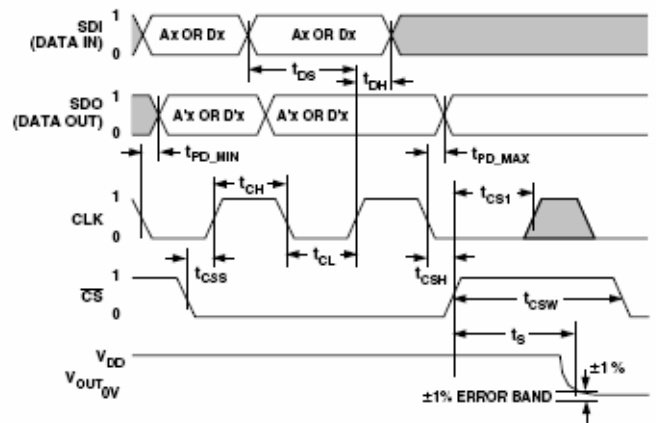 SDI
(DATA IN)
1
0
Ax OR Dx
Ax OR Dx
tDS
tDH
SDO
(DATA OUT)
1
0
A'x OR D'x
A'x OR D'x
tPD_MIN
tPD_MAX
tCH
tCS1
CLK
1
0
tCSS
tCL
tCSH
CS
1
0
tCSW
tS
VDD
VOUT
0V
±1%
±1% ERROR BAND